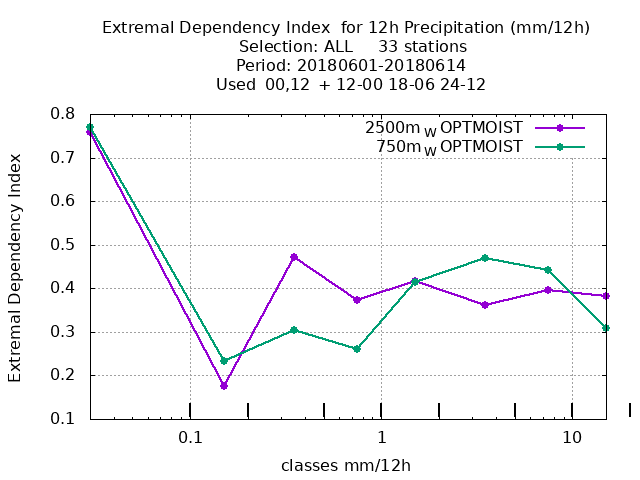 Extremal Dependency Index  for 12h Precipitation (mm/12h)
Selection: ALL     33 stations
Period: 20180601-20180614
Used  00,12  + 12-00 18-06 24-12
2500m W OPTMOIST
750m W OPTMOIST
Extremal Dependency Index
0.8
0.7
0.6
0.5
0.4
0.3
0.2
0.1
0.1 1 10
classes mm/12h